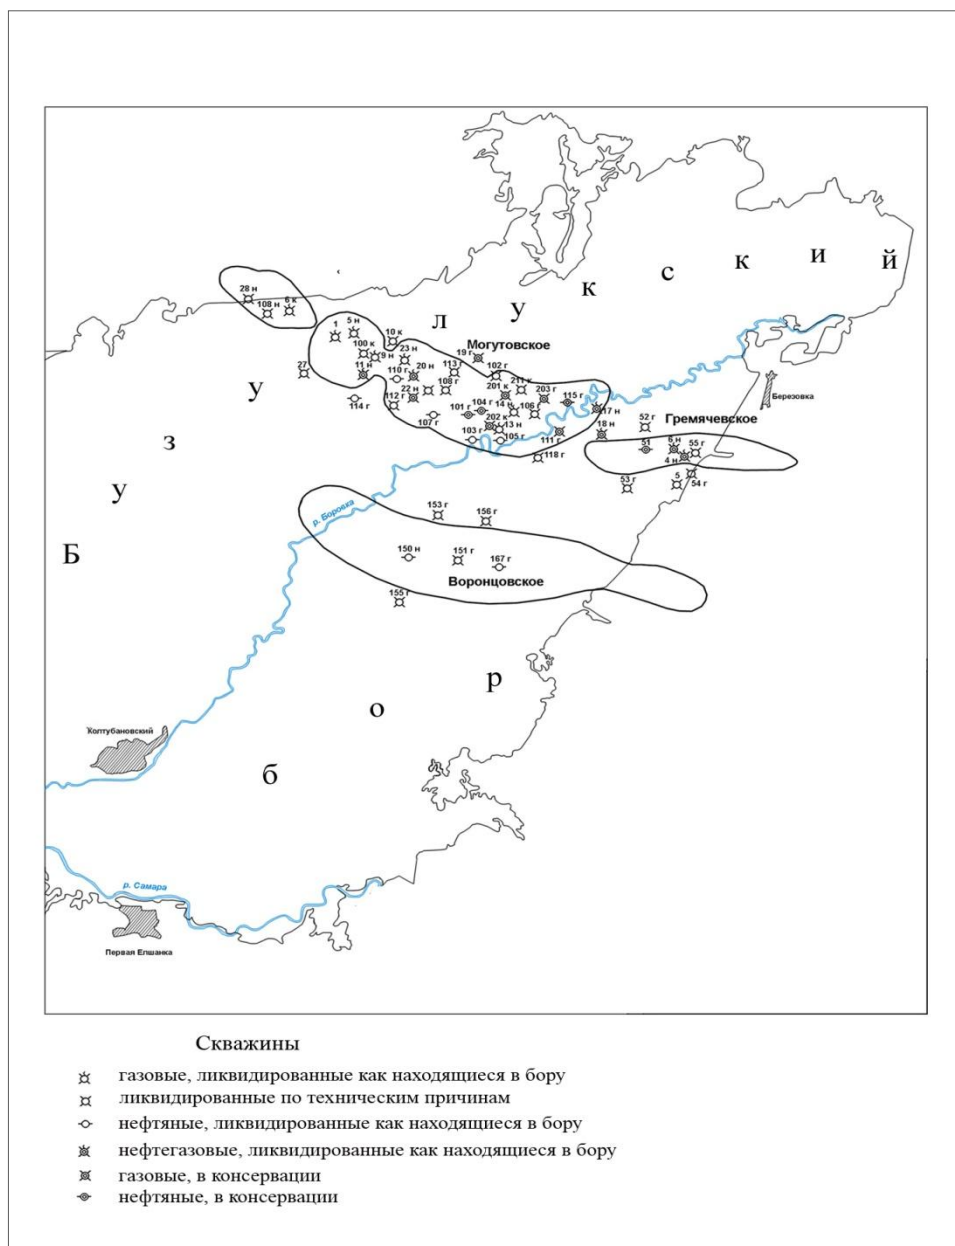 й
и
к
с
к
у
л
у
з
у
Б
б
о
р
28 н
108 н
6 к
1
5 н
10 к
100 к
9 н
23 н
19 г
Могутовское
27
11 н
110 г
20 н
113 г
102 г
108 г
201 к
211 к
203 г
115 г
114 г
112 г
22 н
107 г
101 г
104 г
14 н
106 г
17 н
202 к
13 н
103 г
105 г
111 г
118 г
18 н
52 г
Гремячевское
Березовка
51
6 н
4 н
55 г
53 г
5
54 г
р. Боровка
153 г
156 г
150 н
151 г
167 г
Воронцовское
155 г
Колтубановский
р. Самара
Первая Елшанка
Скважины
газовые, ликвидированные как находящиеся в бору
ликвидированные по техническим причинам
нефтяные, ликвидированные как находящиеся в бору
нефтегазовые, ликвидированные как находящиеся в бору
газовые, в консервации
нефтяные, в консервации